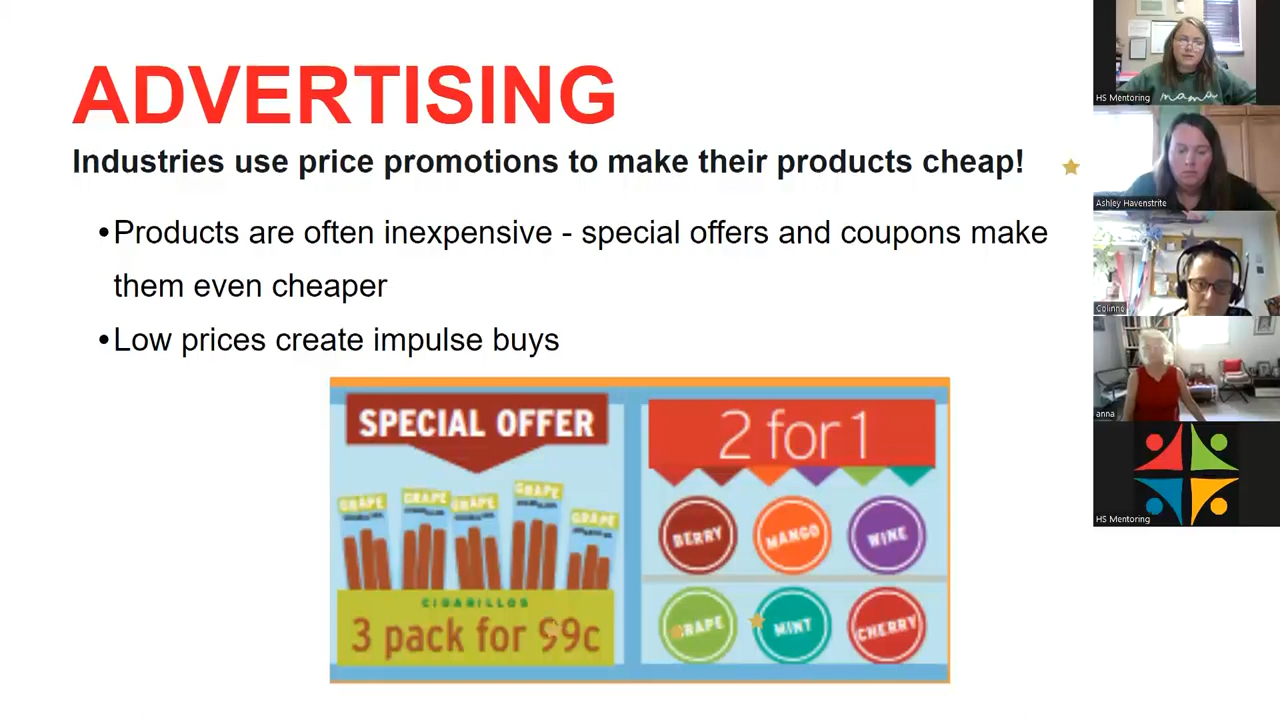 ADVERTISING
Industries use price promotions to make their products cheap!
•Products are often inexpensive - special offers and coupons make
them even cheaper
•Low prices create impulse buys
SPECIAL OFFER
GRAPE
GRAPE
GRAPE
GRAPE
GRAPE
CIGARILLOS
3 pack for 99c
2 for 1
BERRY
MANGO
WINE
GRAPE
MINT
CHERRY
mama
HS Mentoring
Ashley Havenstrite
Colinne
anna
HS Mentoring